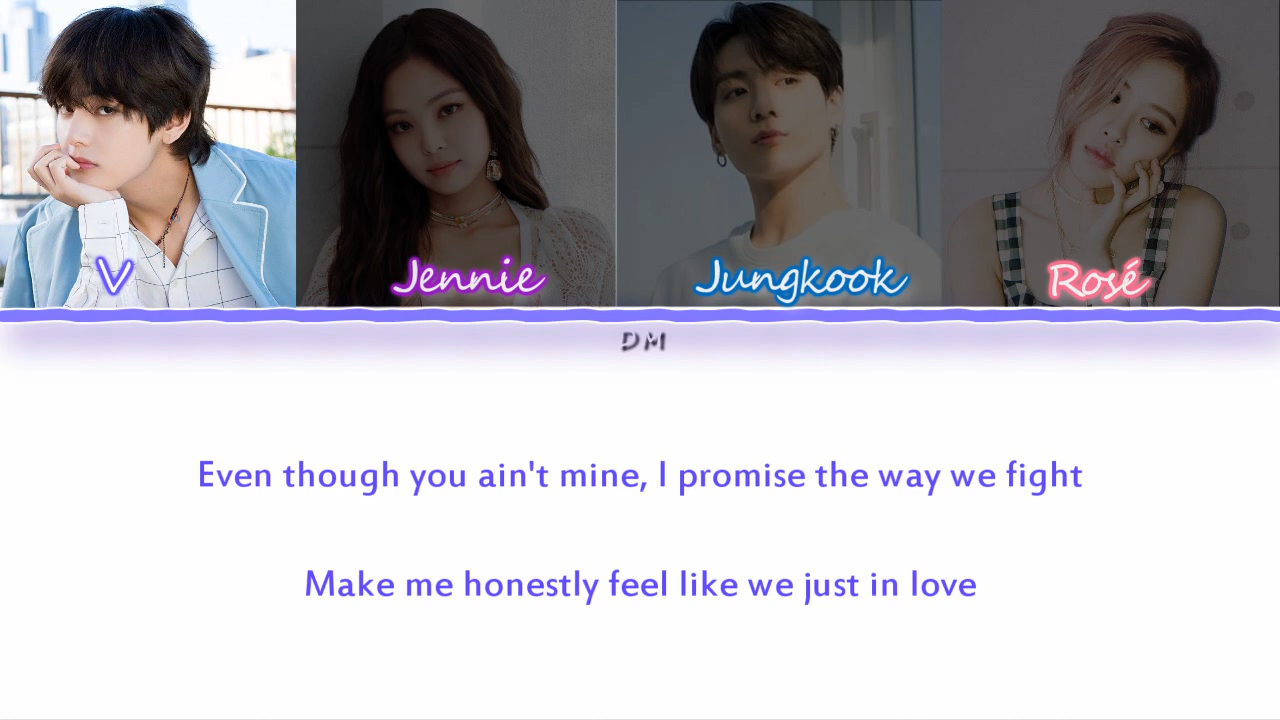 V
Jennie
Jungkook
Rosé
DM
Even though you ain't mine, I promise the way we fight
Make me honestly feel like we just in love